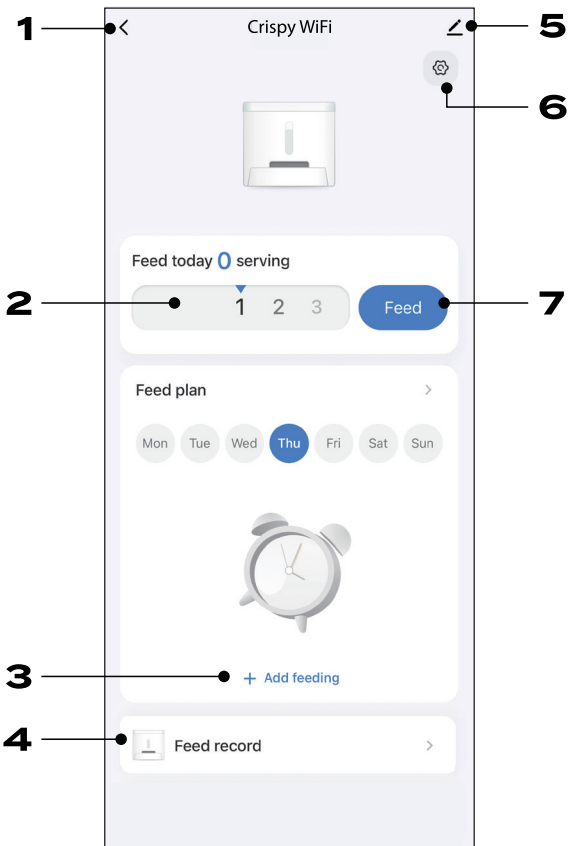 1
Crispy WiFi
5
6
Feed today 0 serving
2
1 2 3
Feed
7
Feed plan
Mon Tue Wed Thu Fri Sat Sun
3
+ Add feeding
4
Feed record